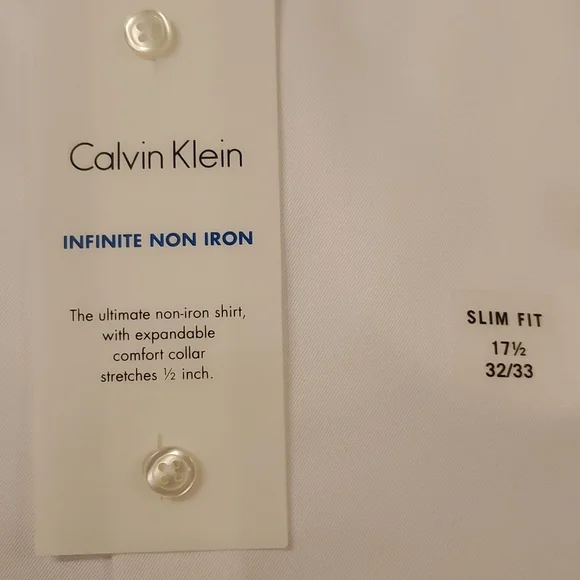 Calvin Klein
INFINITE NON IRON
The ultimate non-iron shirt,
with expandable
comfort collar
stretches ½ inch.
SLIM FIT
17½
32/33